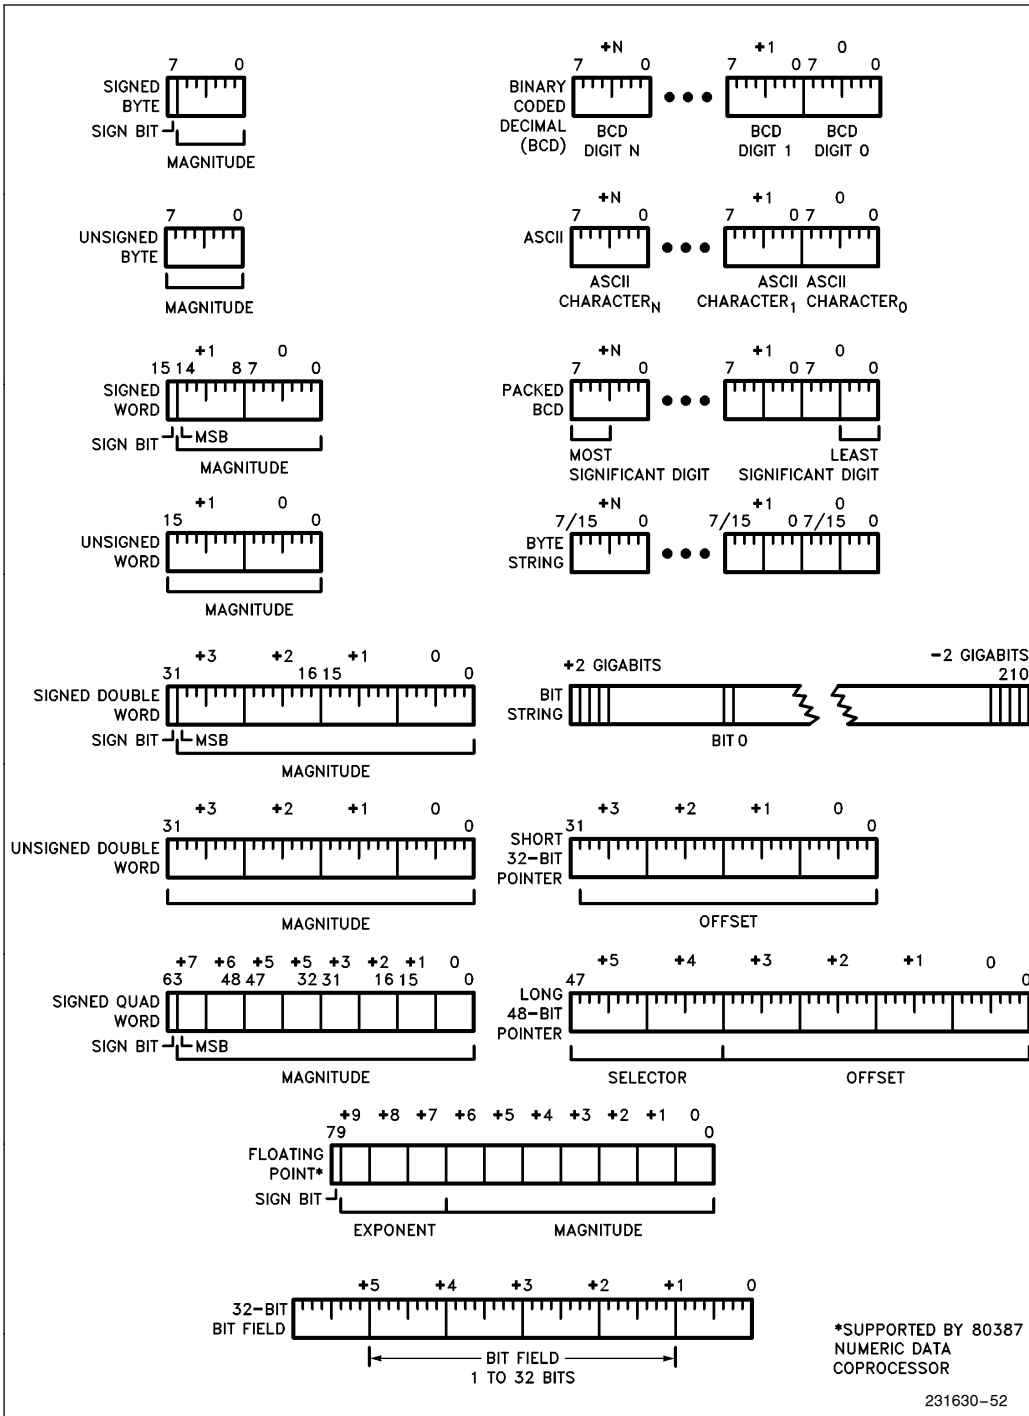 7 0
SIGNED
BYTE
SIGN BIT
MAGNITUDE
+N +1 0
7 0 7 0 7 0
BINARY
CODED
DECIMAL
(BCD)
BCD BCD BCD
DIGIT N DIGIT 1 DIGIT 0
7 0
UNSIGNED
BYTE
MAGNITUDE
+N +1 0
7 0 7 0 7 0
ASCII
ASCII ASCII ASCII
CHARACTERN CHARACTER1 CHARACTER0
+1 0
15 14 8 7 0
SIGNED
WORD
SIGN BIT MSB
MAGNITUDE
+N +1 0
7 0 7 0 7 0
PACKED
BCD
MOST LEAST
SIGNIFICANT DIGIT SIGNIFICANT DIGIT
+1 0
15 0
UNSIGNED
WORD
MAGNITUDE
+N +1 0
7/15 0 7/15 0 7/15 0
BYTE
STRING
+3 +2 +1 0
31 16 15 0
SIGNED DOUBLE
WORD
SIGN BIT MSB
MAGNITUDE
+2 GIGABITS -2 GIGABITS
210
BIT
STRING
BIT 0
+3 +2 +1 0
31 0
UNSIGNED DOUBLE
WORD
MAGNITUDE
+3 +2 +1 0
31 0
SHORT
32-BIT
POINTER
OFFSET
+7 +6 +5 +5 +3 +2 +1 0
63 48 47 32 31 16 15 0
SIGNED QUAD
WORD
SIGN BIT MSB
MAGNITUDE
+5 +4 +3 +2 +1 0
47 0
LONG
48-BIT
POINTER
SELECTOR OFFSET
+9 +8 +7 +6 +5 +4 +3 +2 +1 0
79 0
FLOATING
POINT*
SIGN BIT
EXPONENT MAGNITUDE
+5 +4 +3 +2 +1 0
32-BIT
BIT FIELD
BIT FIELD
1 TO 32 BITS
*SUPPORTED BY 80387
NUMERIC DATA
COPROCESSOR
231630-52